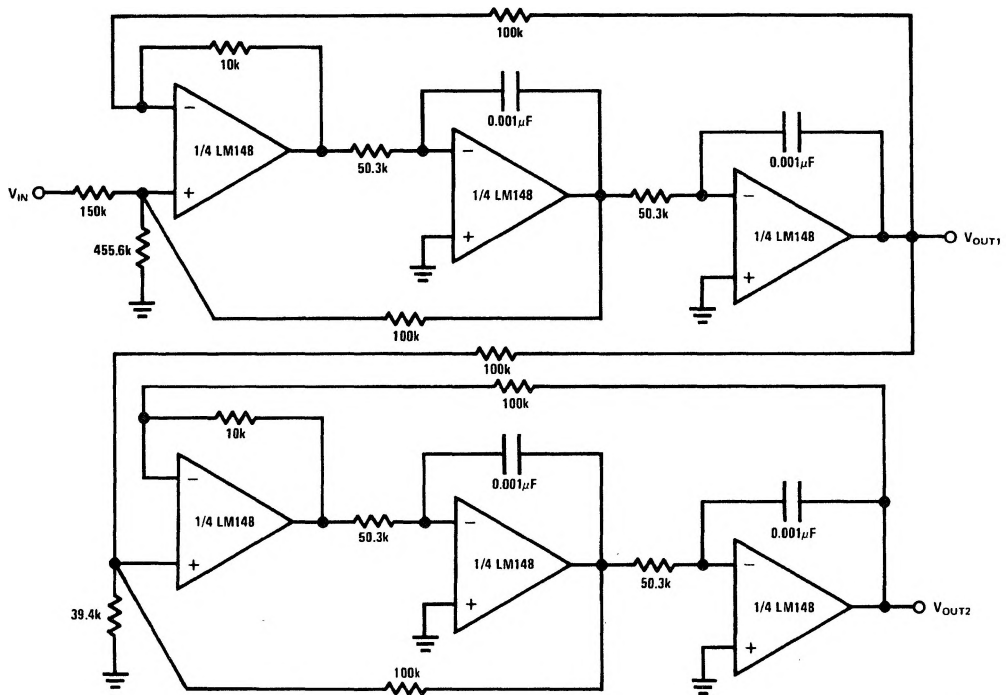 100k
10k
0.001μF
1/4 LM148
50.3k
1/4 LM148
0.001μF
50.3k
1/4 LM148
VIN
150k
455.6k
VOUT1
100k
100k
100k
10k
0.001μF
1/4 LM148
50.3k
1/4 LM148
0.001μF
50.3k
1/4 LM148
39.4k
VOUT2
100k
- + - + - + - + - + - +